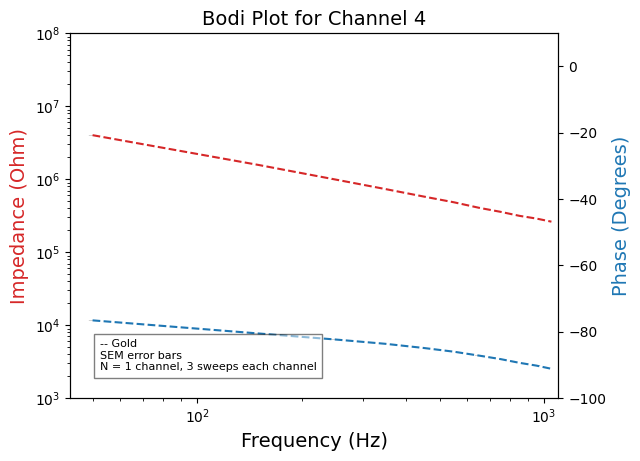 Bodi Plot for Channel 4
10^8
10^7
10^6
10^5
10^4
10^3
Impedance (Ohm)
0
−20
−40
−60
−80
−100
Phase (Degrees)
-- Gold
SEM error bars
N = 1 channel, 3 sweeps each channel
10^2
10^3
Frequency (Hz)